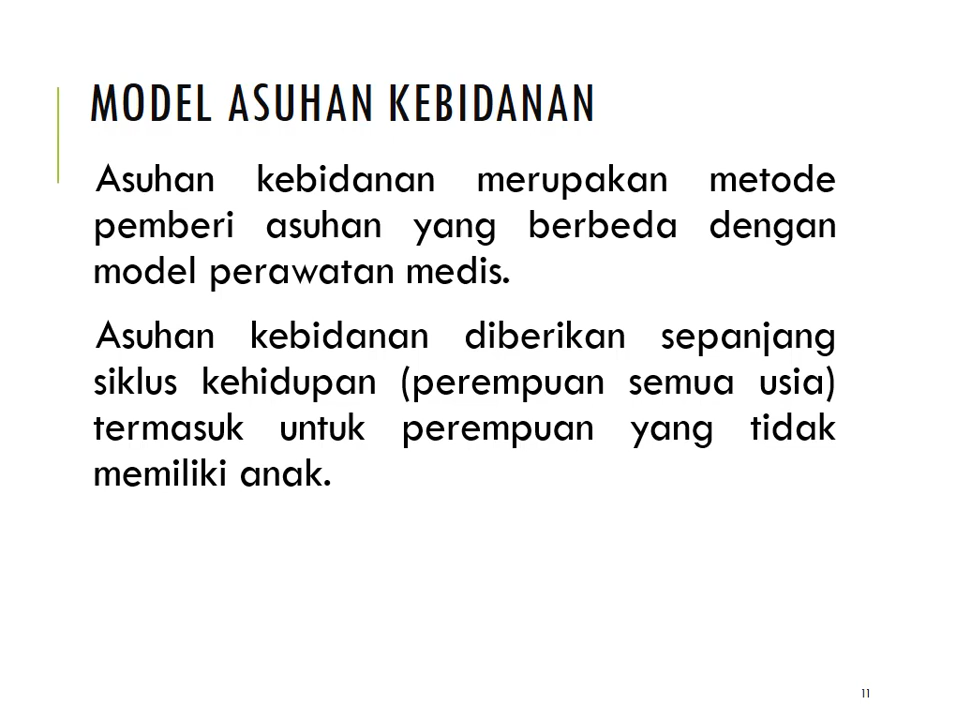 MODEL ASUHAN KEBIDANAN
Asuhan kebidanan merupakan metode
pemberi asuhan yang berbeda dengan
model perawatan medis.
Asuhan kebidanan diberikan sepanjang
siklus kehidupan (perempuan semua usia)
termasuk untuk perempuan yang tidak
memiliki anak.
11